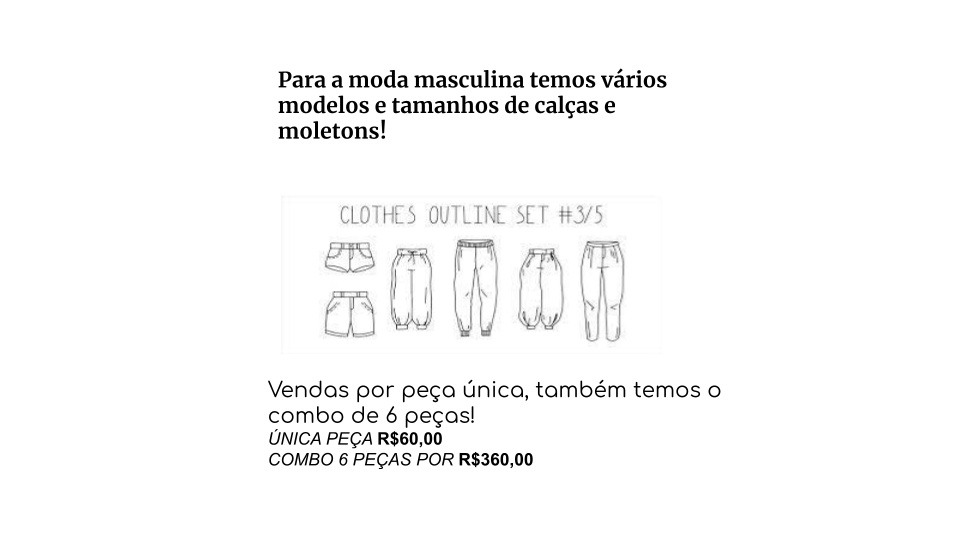 Para a moda masculina temos vários
modelos e tamanhos de calças e
moletons!
CLOTHES OUTLINE SET #3/5
Vendas por peça única, também temos o
combo de 6 peças!
ÚNICA PEÇA R$60,00
COMBO 6 PEÇAS POR R$360,00